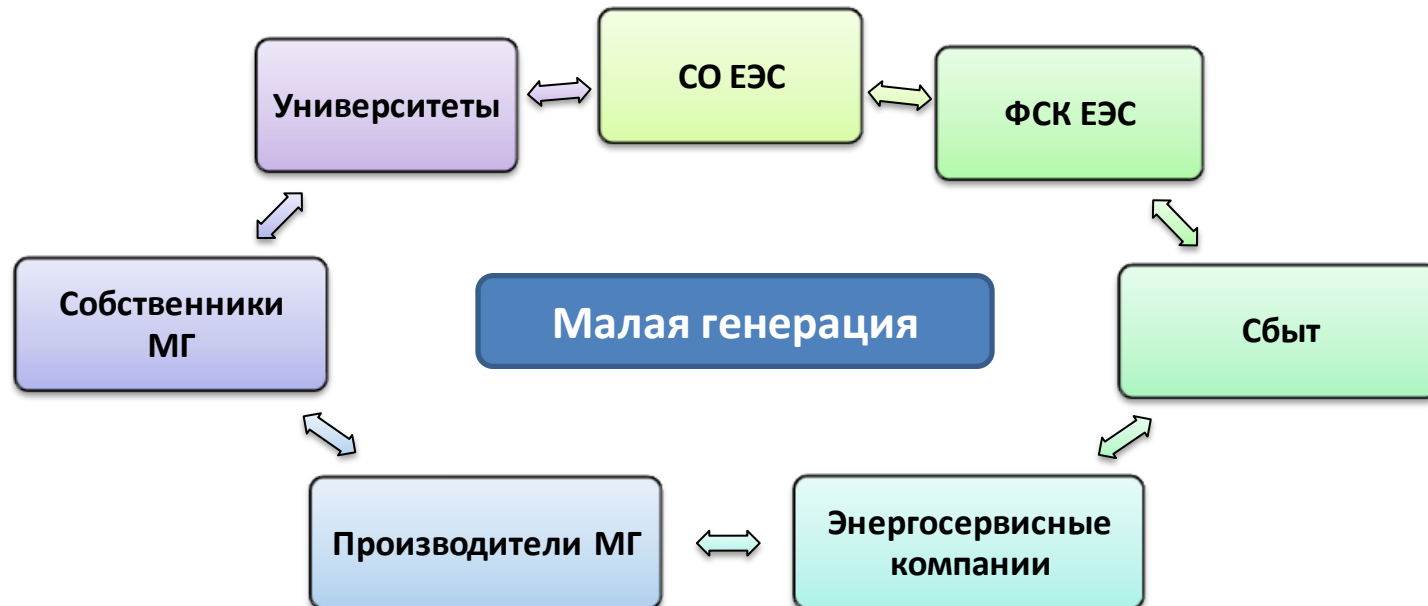 Университеты
СО ЕЭС
ФСК ЕЭС
Собственники
МГ
Малая генерация
Сбыт
Производители МГ
Энергосервисные
компании